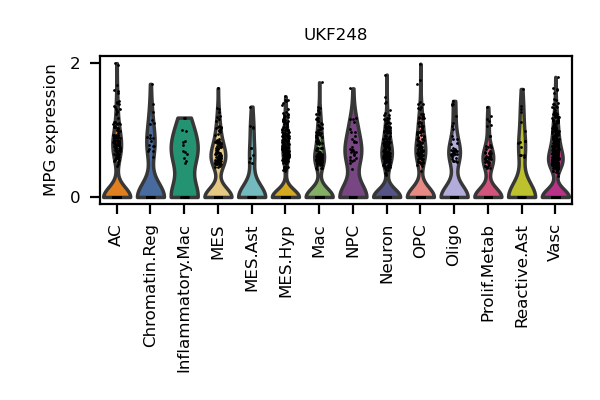 UKF248
MPG expression
2
0
AC
Chromatin.Reg
Inflammatory.Mac
MES
MES.Ast
MES.Hyp
Mac
NPC
Neuron
OPC
Oligo
Prolif.Metab
Reactive.Ast
Vasc